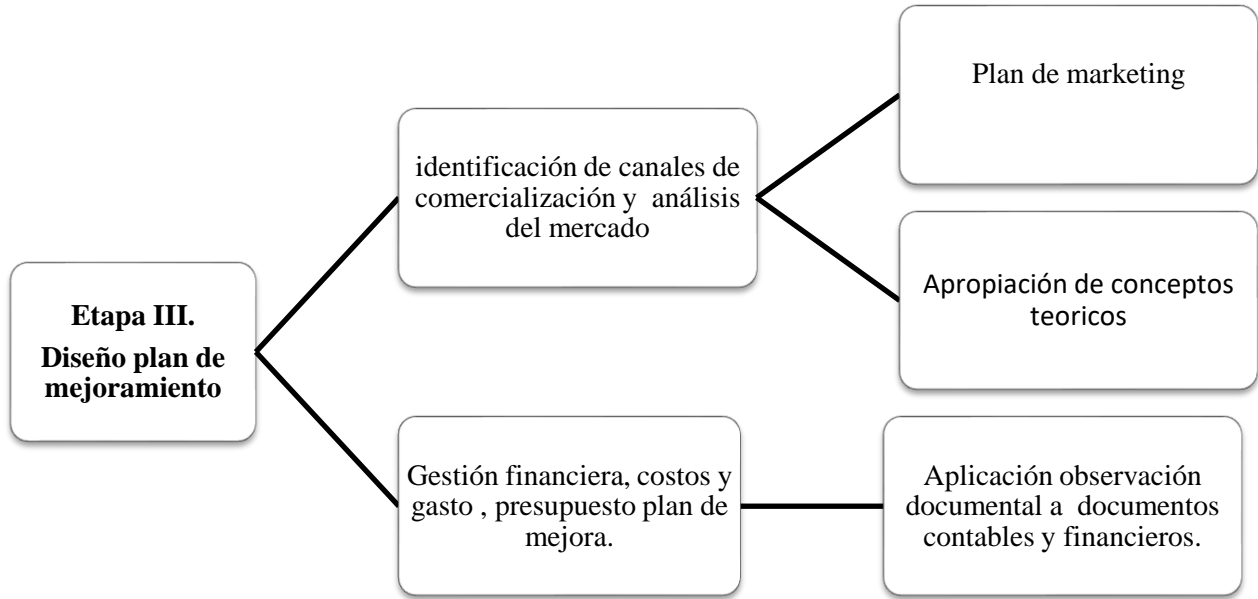 Etapa III.
Diseño plan de
mejoramiento
identificación de canales de
comercialización y  análisis
del mercado
Plan de marketing
Apropiación de conceptos
teoricos
Gestión financiera, costos y
gasto , presupuesto plan de
mejora.
Aplicación observación
documental a  documentos
contables y financieros.